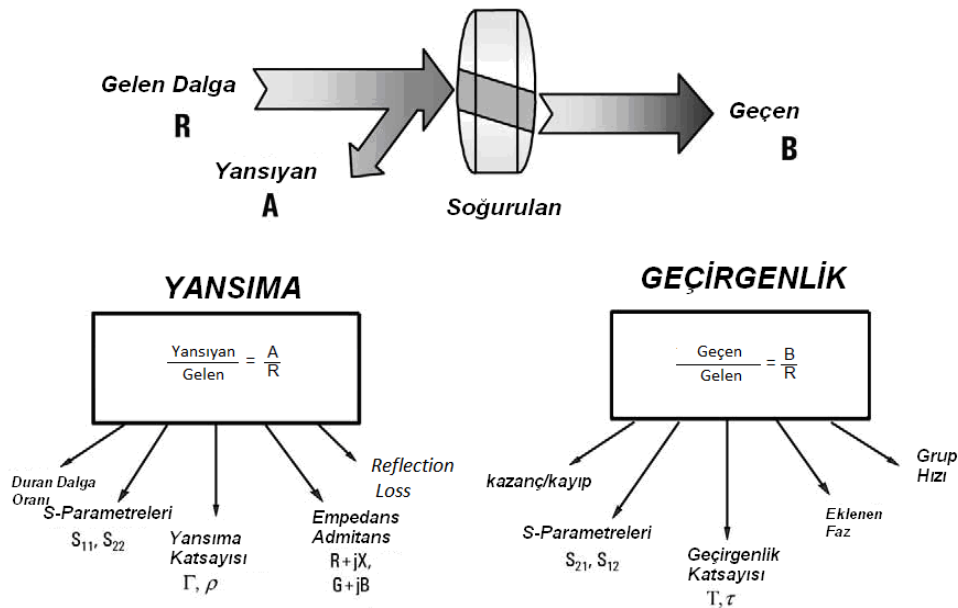 Gelen Dalga
R
Yansıyan
A
Soğurulan
Geçen
B
YANSIMA
Yansıyan
Gelen
= A
R
Duran Dalga
Oranı
S-Parametreleri
S11, S22
Yansıma
Katsayısı
Γ, ρ
Empedans
Admitans
R+jX,
G+jB
Reflection
Loss
GEÇİRGENLİK
Geçen
Gelen
= B
R
kazanç/kayıp
S-Parametreleri
S21, S12
Geçirgenlik
Katsayısı
T, τ
Eklenen
Faz
Grup
Hızı